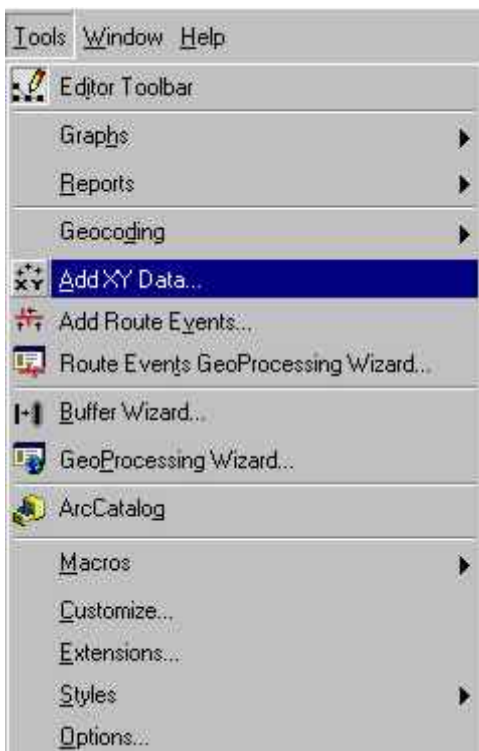 Tools Window Help
Editor Toolbar
Graphs
Reports
Geocoding
XY Add XY Data...
Add Route Events...
Route Events GeoProcessing Wizard...
Buffer Wizard...
GeoProcessing Wizard...
ArcCatalog
Macros
Customize...
Extensions...
Styles
Options...